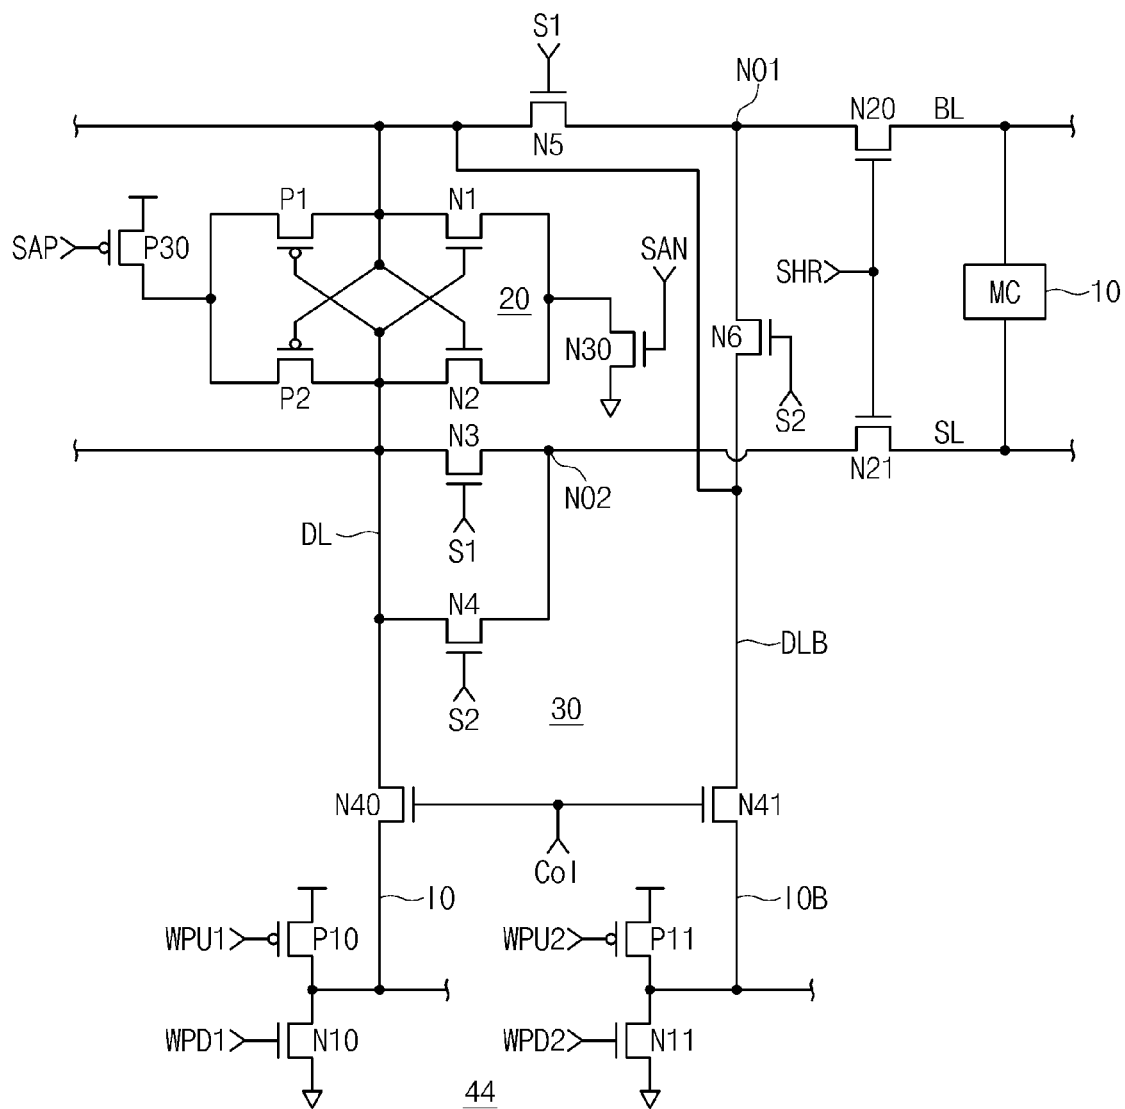 S1
N01
N20
BL
N5
P1
N1
SAP
P30
SAN
SHR
MC
10
20
N30
N6
P2
N2
S2
N3
SL
N21
N02
DL
S1
N4
DLB
S2
30
N40
N41
Col
IO
IOB
WPU1
P10
WPU2
P11
WPD1
N10
WPD2
N11
44